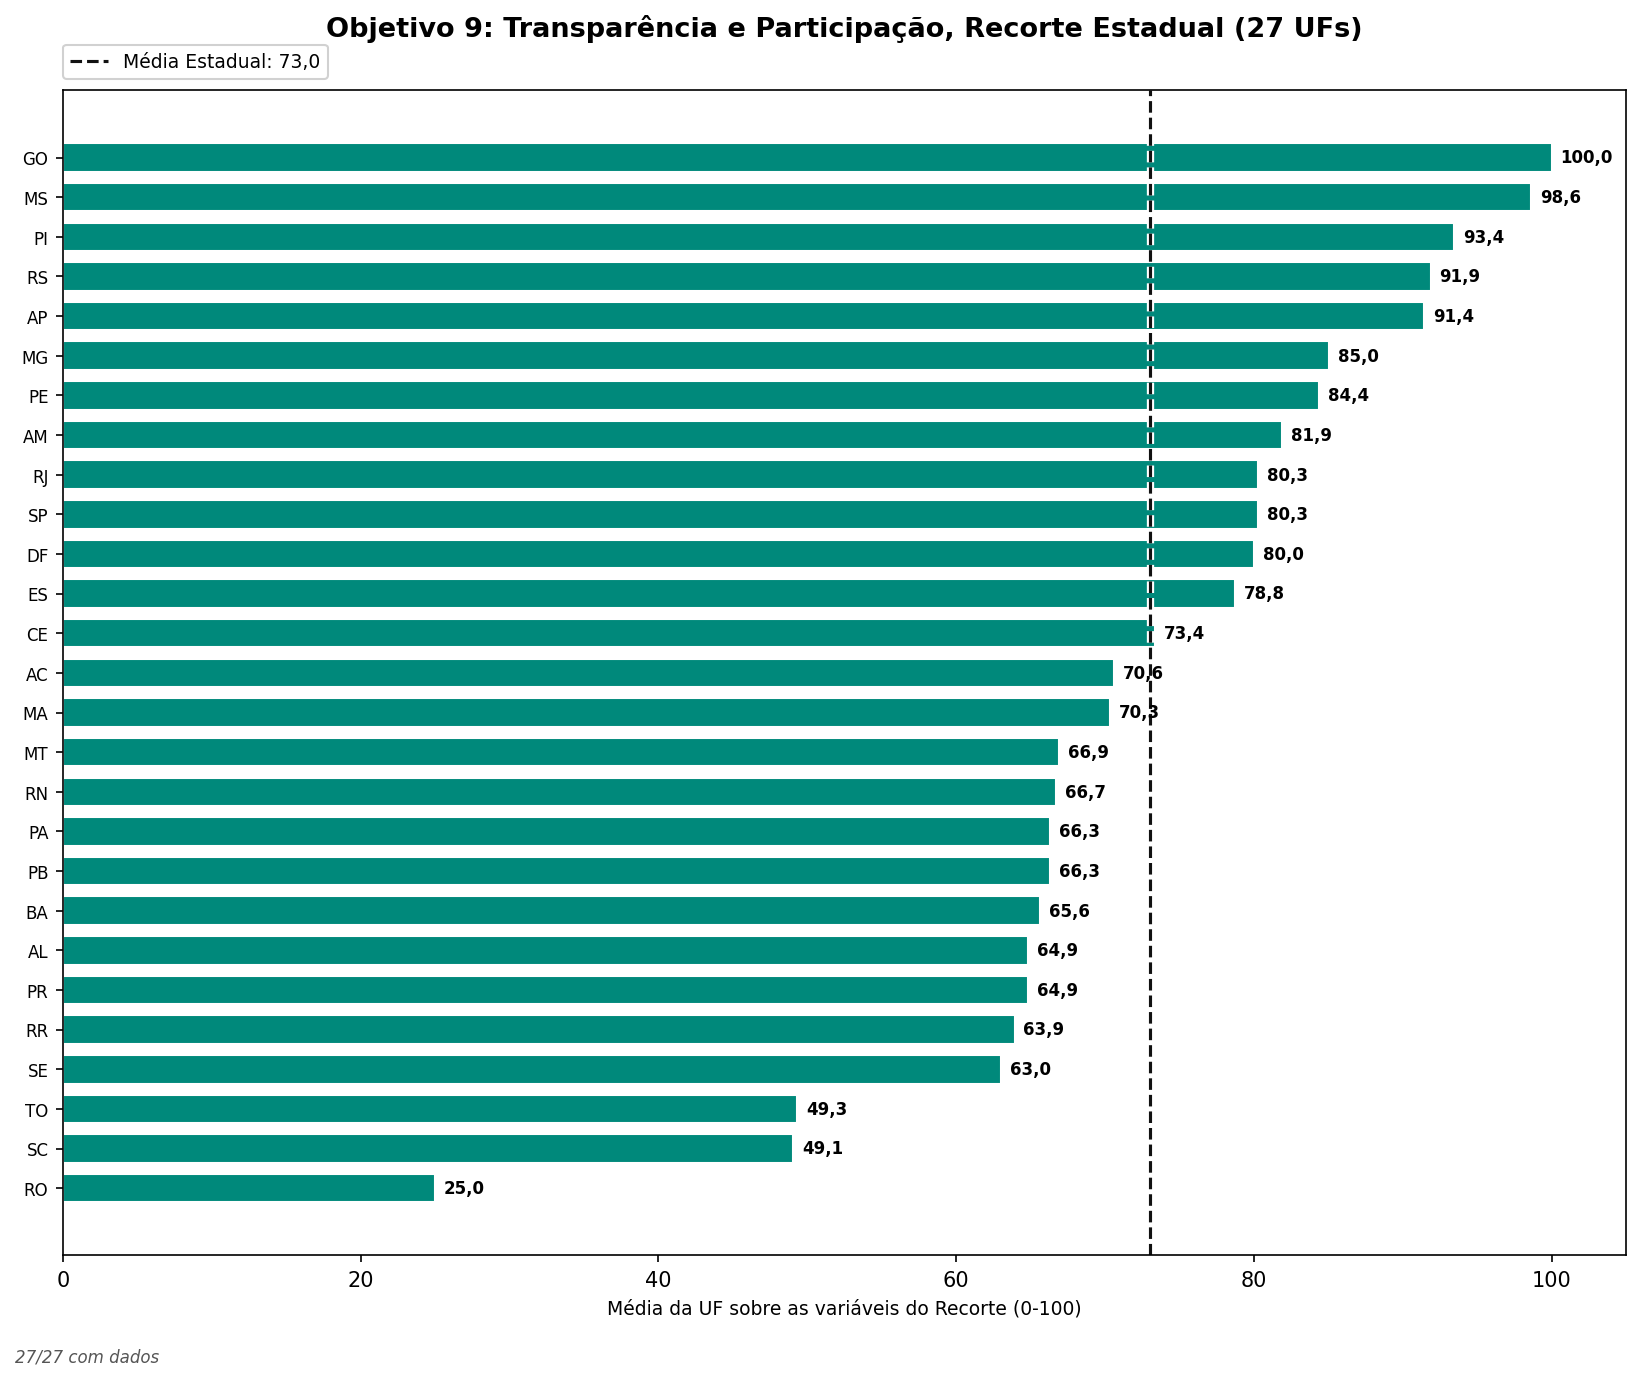 Objetivo 9: Transparência e Participação, Recorte Estadual (27 UFs)
Média Estadual: 73,0
GO 100,0
MS 98,6
PI 93,4
RS 91,9
AP 91,4
MG 85,0
PE 84,4
AM 81,9
RJ 80,3
SP 80,3
DF 80,0
ES 78,8
CE 73,4
AC 70,6
MA 70,3
MT 66,9
RN 66,7
PA 66,3
PB 66,3
BA 65,6
AL 64,9
PR 64,9
RR 63,9
SE 63,0
TO 49,3
SC 49,1
RO 25,0
0 20 40 60 80 100
Média da UF sobre as variáveis do Recorte (0-100)
27/27 com dados